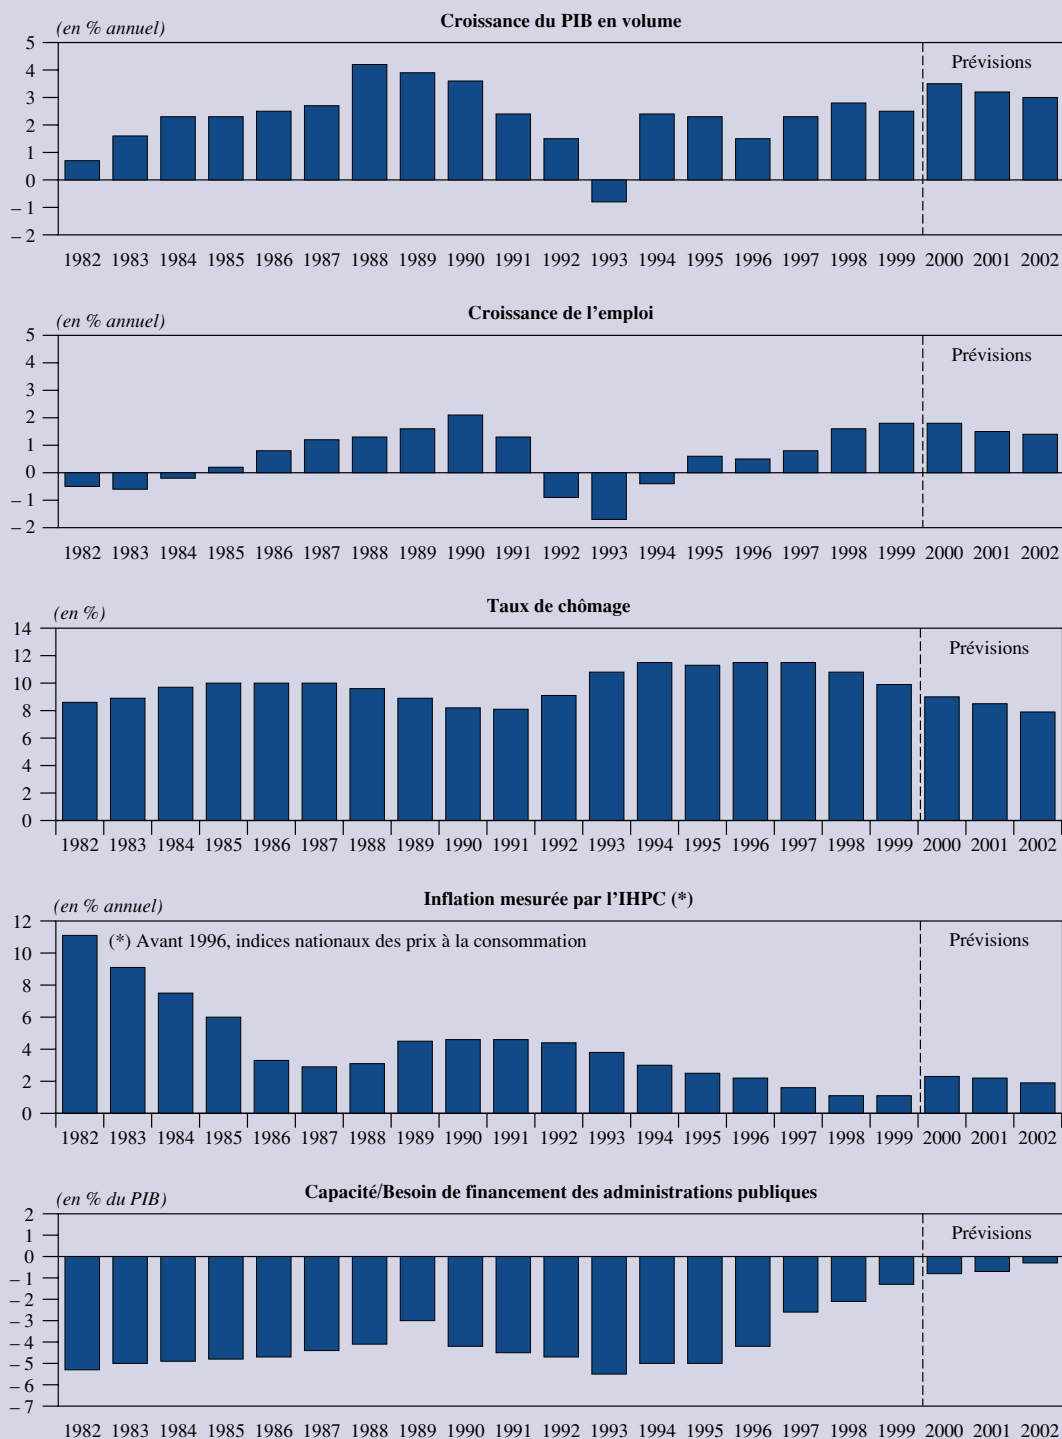 Croissance du PIB en volume
(en % annuel)
5
4
3
2
1
0
– 1
– 2
Prévisions
1982 1983 1984 1985 1986 1987 1988 1989 1990 1991 1992 1993 1994 1995 1996 1997 1998 1999 2000 2001 2002
Croissance de l’emploi
(en % annuel)
5
4
3
2
1
0
– 1
– 2
Prévisions
1982 1983 1984 1985 1986 1987 1988 1989 1990 1991 1992 1993 1994 1995 1996 1997 1998 1999 2000 2001 2002
Taux de chômage
(en %)
14
12
10
8
6
4
2
0
Prévisions
1982 1983 1984 1985 1986 1987 1988 1989 1990 1991 1992 1993 1994 1995 1996 1997 1998 1999 2000 2001 2002
Inflation mesurée par l’IHPC (*)
(en % annuel)
12
10
8
6
4
2
0
(*) Avant 1996, indices nationaux des prix à la consommation
Prévisions
1982 1983 1984 1985 1986 1987 1988 1989 1990 1991 1992 1993 1994 1995 1996 1997 1998 1999 2000 2001 2002
Capacité/Besoin de financement des administrations publiques
(en % du PIB)
2
1
0
– 1
– 2
– 3
– 4
– 5
– 6
– 7
Prévisions
1982 1983 1984 1985 1986 1987 1988 1989 1990 1991 1992 1993 1994 1995 1996 1997 1998 1999 2000 2001 2002